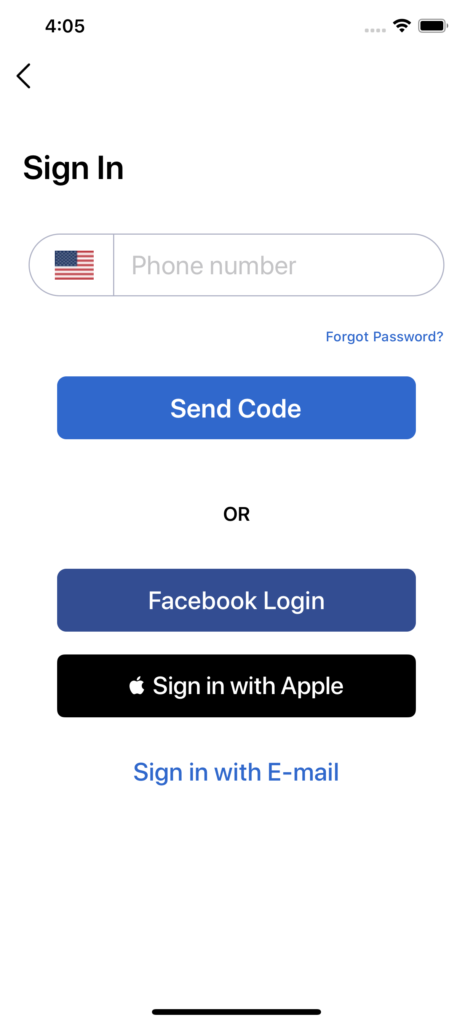 4:05
Sign In
Phone number
Forgot Password?
Send Code
OR
Facebook Login
Sign in with Apple
Sign in with E-mail